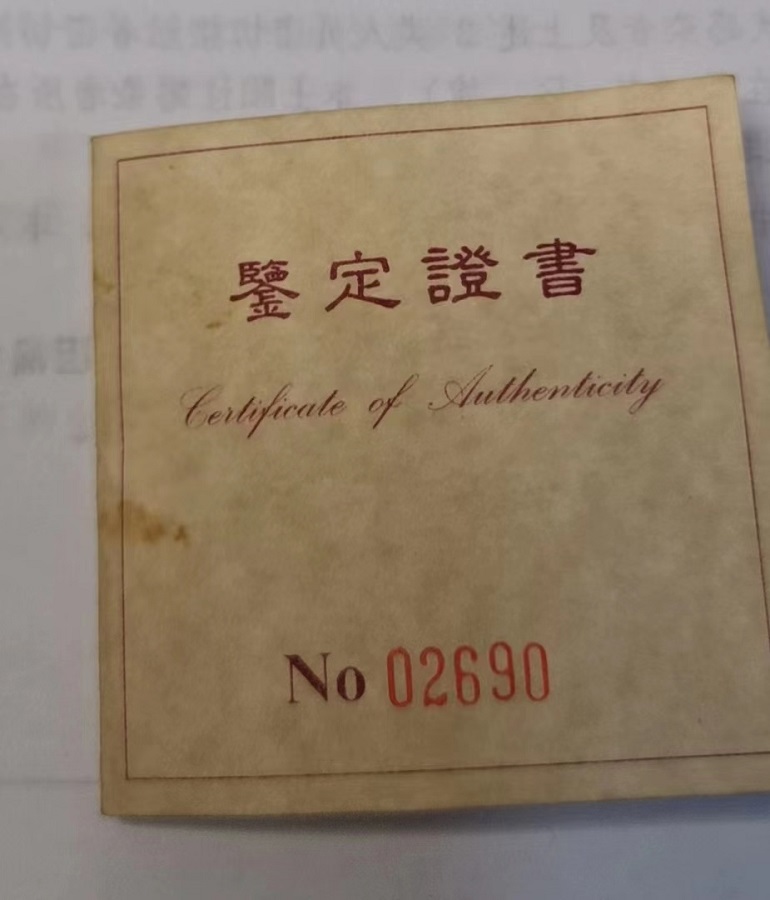 鑒定證書
Certificate of Authenticity
No 02690